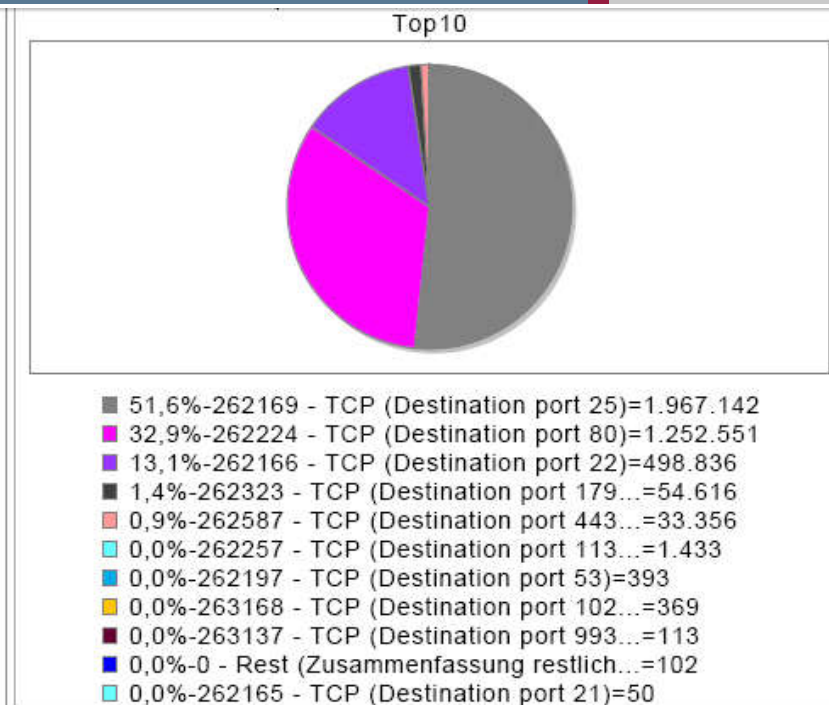 Top10
51,6%-262169 - TCP (Destination port 25)=1.967.142
32,9%-262224 - TCP (Destination port 80)=1.252.551
13,1%-262166 - TCP (Destination port 22)=498.836
1,4%-262323 - TCP (Destination port 179...=54.616
0,9%-262587 - TCP (Destination port 443...=33.356
0,0%-262257 - TCP (Destination port 113...=1.433
0,0%-262197 - TCP (Destination port 53)=393
0,0%-263168 - TCP (Destination port 102...=369
0,0%-263137 - TCP (Destination port 993...=113
0,0%-0 - Rest (Zusammenfassung restlich...=102
0,0%-262165 - TCP (Destination port 21)=50